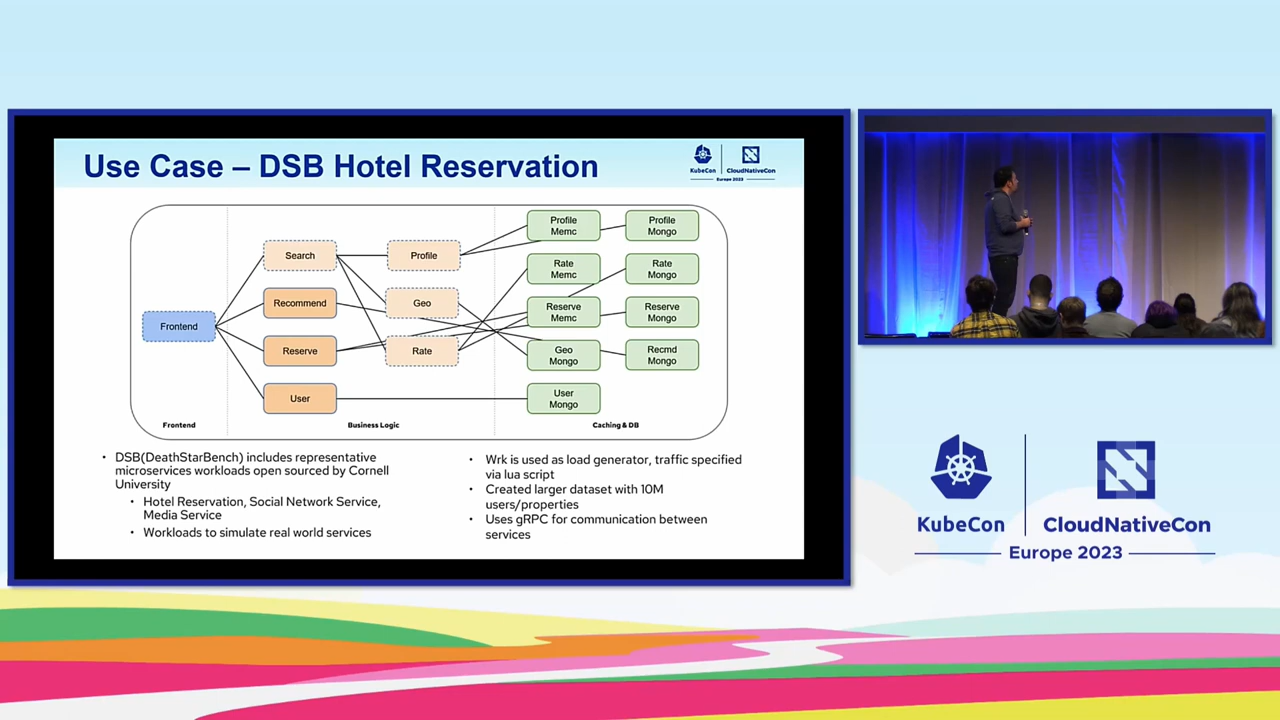 Use Case – DSB Hotel Reservation
KubeCon
CloudNativeCon
Europe 2023
Frontend
Search
Recommend
Reserve
User
Profile
Geo
Rate
Profile
Memc
Profile
Mongo
Rate
Memc
Rate
Mongo
Reserve
Memc
Reserve
Mongo
Geo
Mongo
Recmd
Mongo
User
Mongo
Frontend
Business Logic
Caching & DB
• DSB(DeathStarBench) includes representative
microservices workloads open sourced by Cornell
University
• Hotel Reservation, Social Network Service,
Media Service
• Workloads to simulate real world services
• Wrk is used as load generator, traffic specified
via lua script
• Created larger dataset with 10M
users/properties
• Uses gRPC for communication between
services
KubeCon
CloudNativeCon
Europe 2023